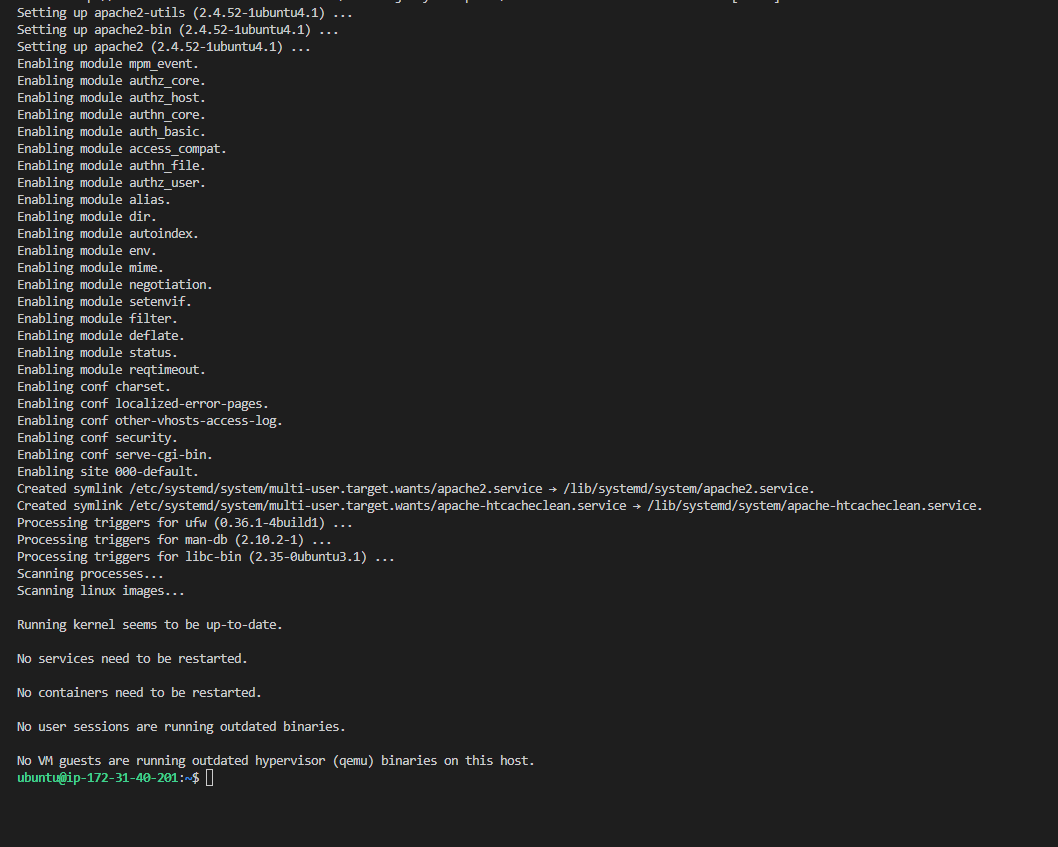 Setting up apache2-utils (2.4.52-1ubuntu4.1) ...
Setting up apache2-bin (2.4.52-1ubuntu4.1) ...
Setting up apache2 (2.4.52-1ubuntu4.1) ...
Enabling module mpm_event.
Enabling module authz_core.
Enabling module authz_host.
Enabling module authn_core.
Enabling module auth_basic.
Enabling module access_compat.
Enabling module authn_file.
Enabling module authz_user.
Enabling module alias.
Enabling module dir.
Enabling module autoindex.
Enabling module env.
Enabling module mime.
Enabling module negotiation.
Enabling module setenvif.
Enabling module filter.
Enabling module deflate.
Enabling module status.
Enabling module reqtimeout.
Enabling conf charset.
Enabling conf localized-error-pages.
Enabling conf other-vhosts-access-log.
Enabling conf security.
Enabling conf serve-cgi-bin.
Enabling site 000-default.
Created symlink /etc/systemd/system/multi-user.target.wants/apache2.service → /lib/systemd/system/apache2.service.
Created symlink /etc/systemd/system/multi-user.target.wants/apache-htcacheclean.service → /lib/systemd/system/apache-htcacheclean.service.
Processing triggers for ufw (0.36.1-4build1) ...
Processing triggers for man-db (2.10.2-1) ...
Processing triggers for libc-bin (2.35-0ubuntu3.1) ...
Scanning processes...
Scanning linux images...
Running kernel seems to be up-to-date.
No services need to be restarted.
No containers need to be restarted.
No user sessions are running outdated binaries.
No VM guests are running outdated hypervisor (qemu) binaries on this host.
ubuntu@ip-172-31-40-201:~$